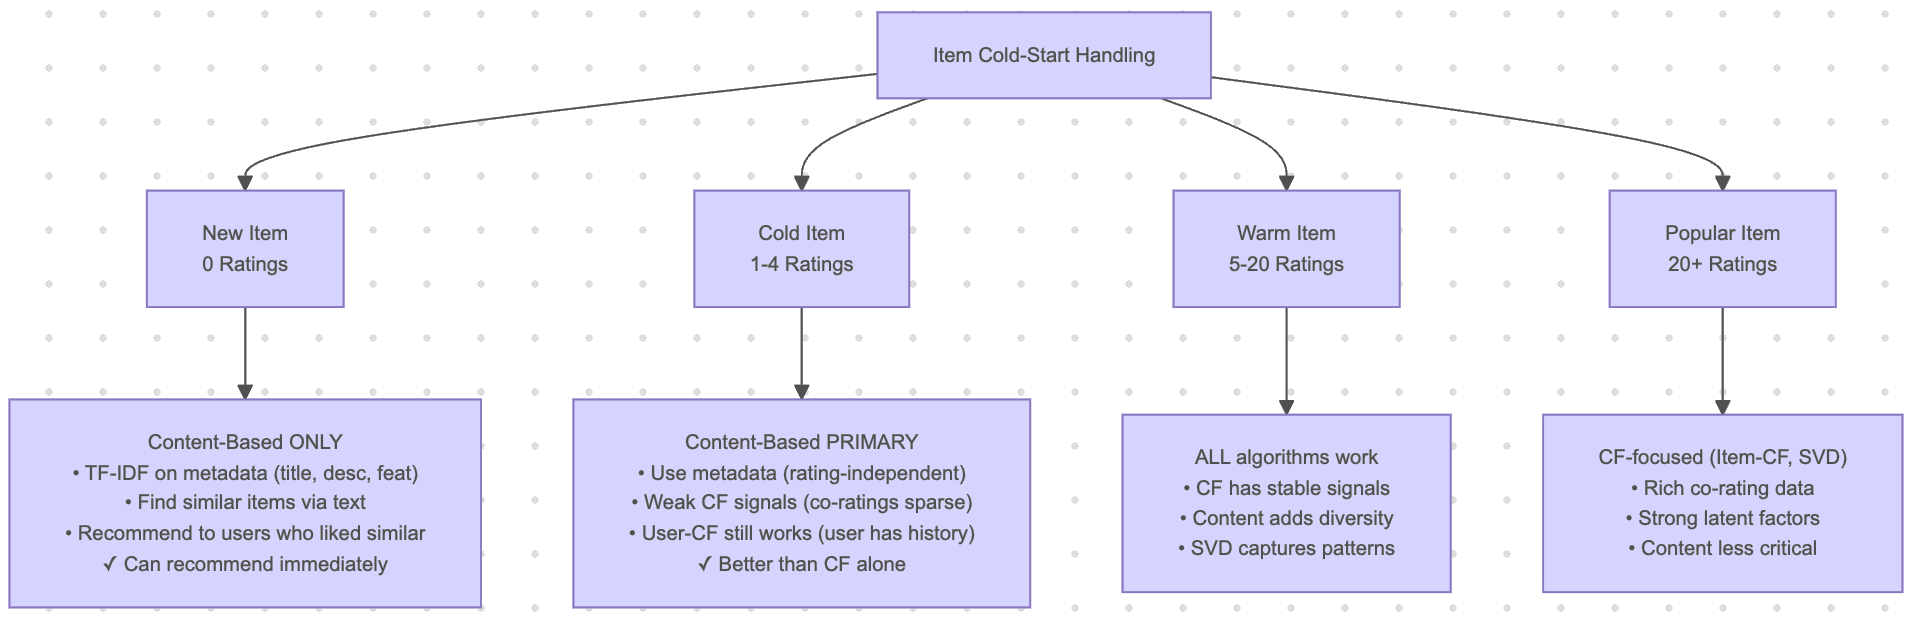 Item Cold-Start Handling
New Item
0 Ratings
Cold Item
1-4 Ratings
Warm Item
5-20 Ratings
Popular Item
20+ Ratings
Content-Based ONLY
• TF-IDF on metadata (title, desc, feat)
• Find similar items via text
• Recommend to users who liked similar
✓ Can recommend immediately
Content-Based PRIMARY
• Use metadata (rating-independent)
• Weak CF signals (co-ratings sparse)
• User-CF still works (user has history)
✓ Better than CF alone
ALL algorithms work
• CF has stable signals
• Content adds diversity
• SVD captures patterns
CF-focused (Item-CF, SVD)
• Rich co-rating data
• Strong latent factors
• Content less critical